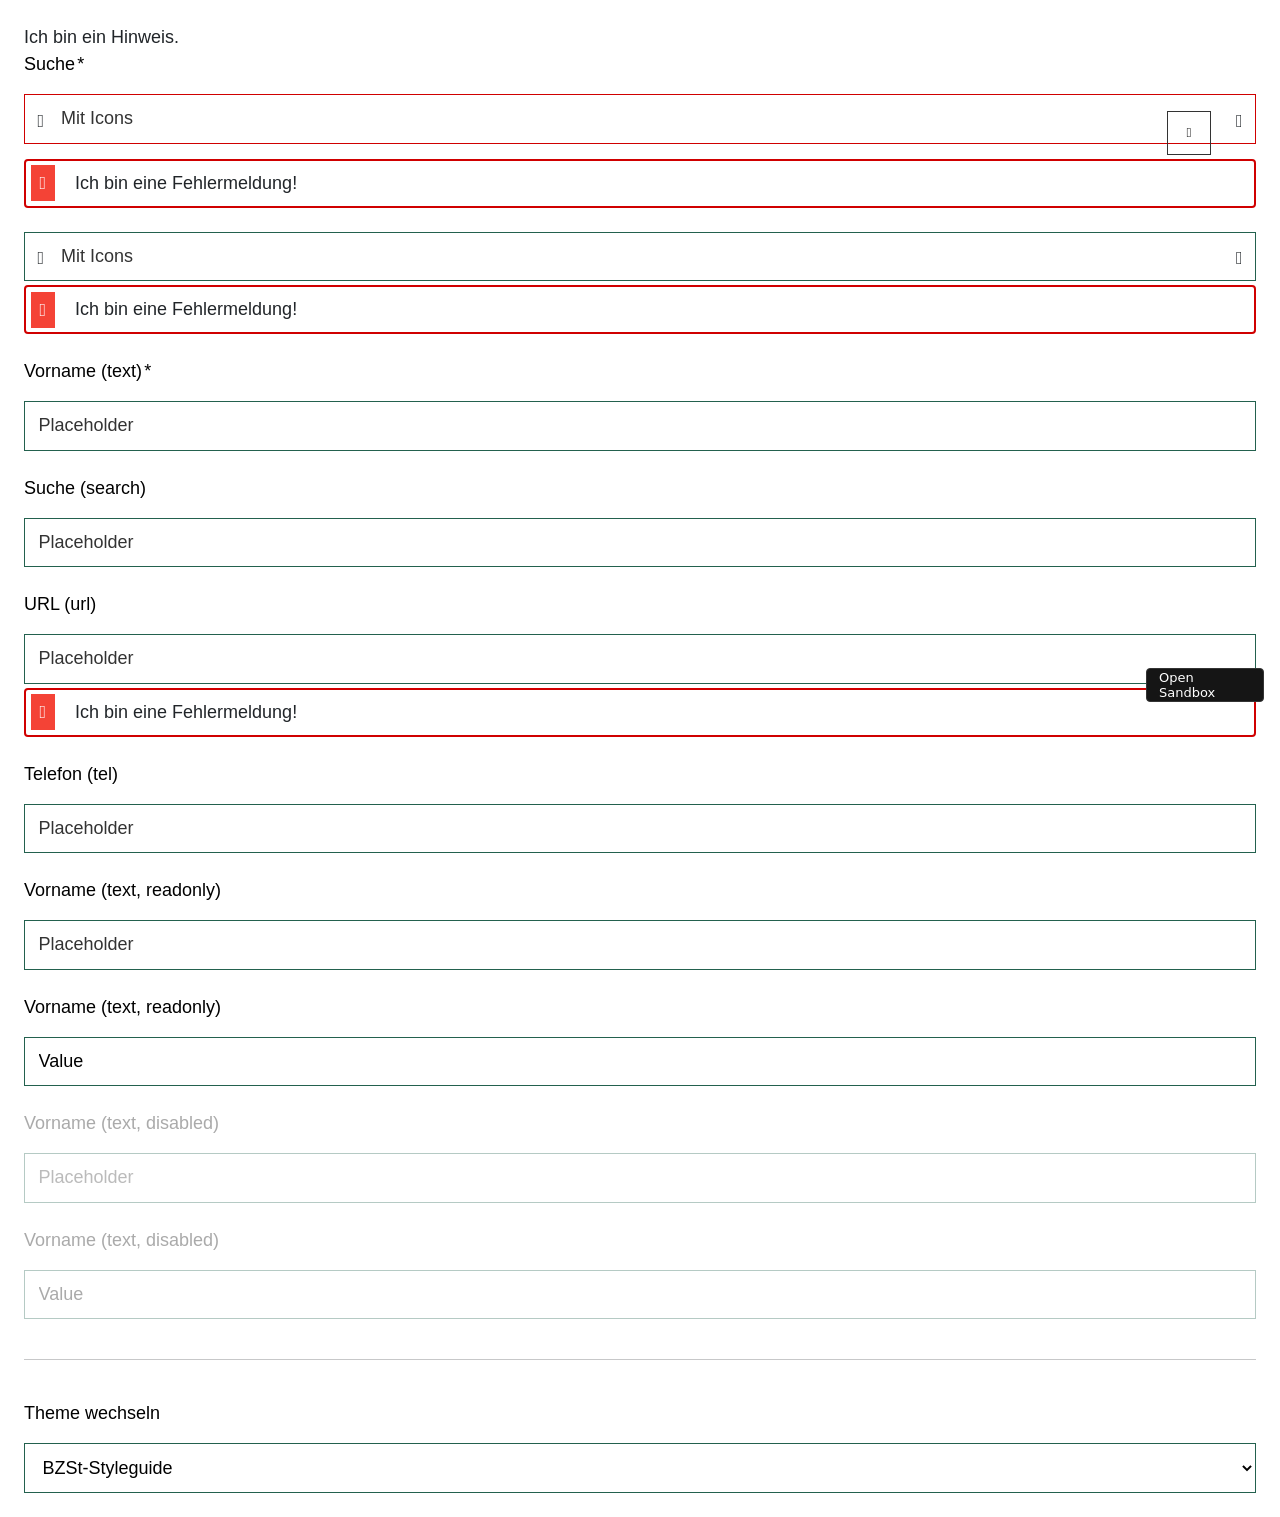 Ich bin ein Hinweis.
Suche*
Mit Icons
Ich bin eine Fehlermeldung!
Mit Icons
Ich bin eine Fehlermeldung!
Vorname (text)*
Placeholder
Suche (search)
Placeholder
URL (url)
Placeholder
Open
Sandbox
Ich bin eine Fehlermeldung!
Telefon (tel)
Placeholder
Vorname (text, readonly)
Placeholder
Vorname (text, readonly)
Value
Vorname (text, disabled)
Placeholder
Vorname (text, disabled)
Value
Theme wechseln
BZSt-Styleguide